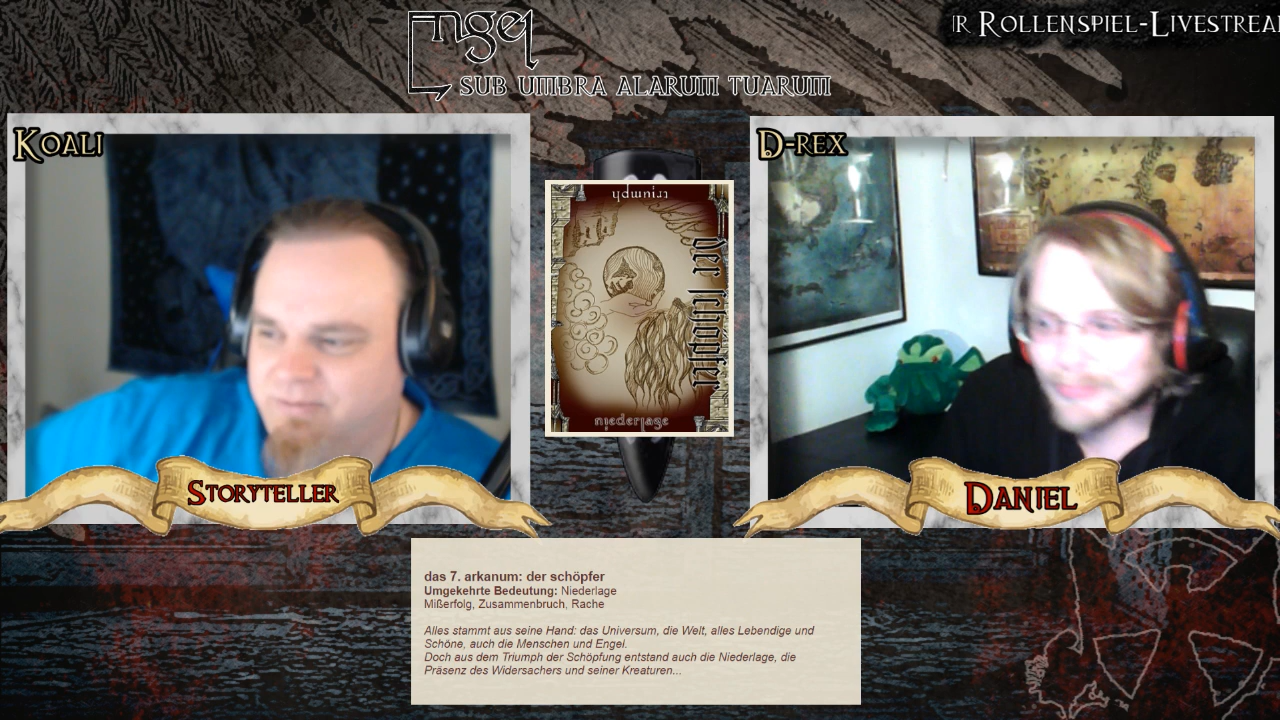 Engel
SUB UMBRA ALARUM TUARUM
R ROLLENSPIEL-LIVESTREA
KOALI
D-REX
triumph
der schöpfer
niederlage
STORYTELLER
DANIEL
das 7. arkanum: der schöpfer
Umgekehrte Bedeutung: Niederlage
Mißerfolg, Zusammenbruch, Rache
Alles stammt aus seine Hand: das Universum, die Welt, alles Lebendige und
Schöne, auch die Menschen und Engel.
Doch aus dem Triumph der Schöpfung entstand auch die Niederlage, die
Präsenz des Widersachers und seiner Kreaturen...